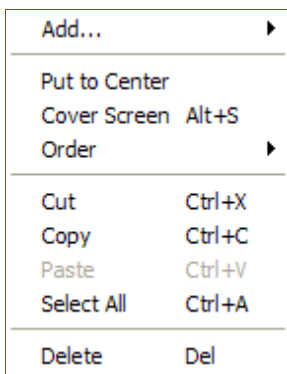 Add...
Put to Center
Cover Screen Alt+S
Order
Cut Ctrl+X
Copy Ctrl+C
Paste Ctrl+V
Select All Ctrl+A
Delete Del